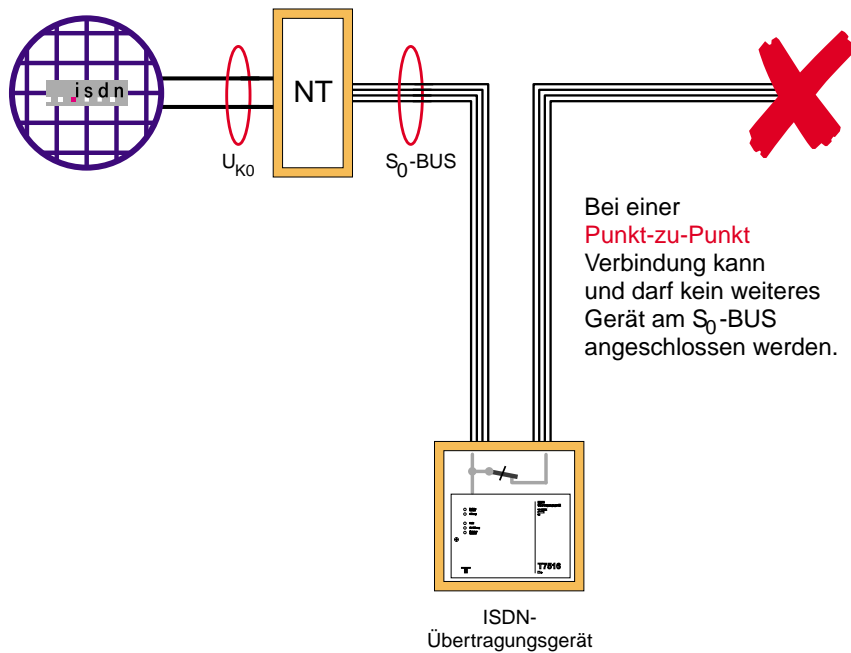 isdn
NT
UK0
S0-BUS
Bei einer
Punkt-zu-Punkt
Verbindung kann
und darf kein weiteres
Gerät am S0-BUS
angeschlossen werden.
T7516
ISDN-
Übertragungsgerät